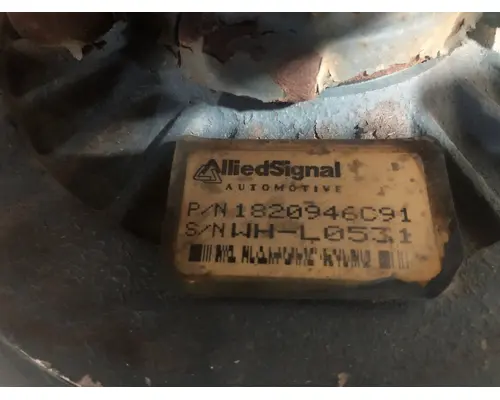 AlliedSignal
AUTOMOTIVE
P/N 1820946C91
S/N WH-L0531